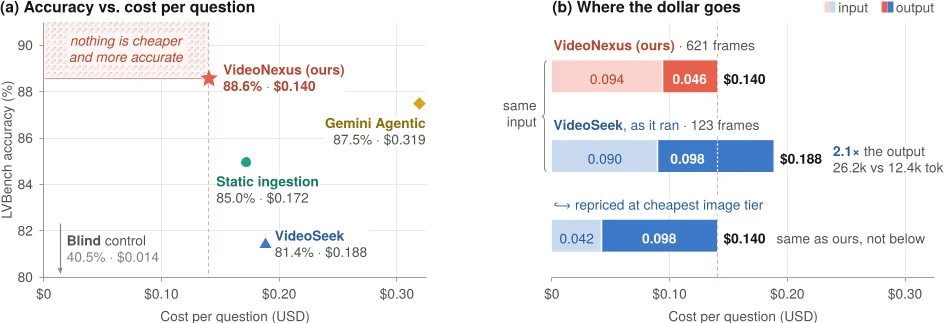 (a) Accuracy vs. cost per question
90
88
86
84
82
80
LVBench accuracy (%)
nothing is cheaper
and more accurate
VideoNexus (ours)
88.6% · $0.140
Gemini Agentic
87.5% · $0.319
Static ingestion
85.0% · $0.172
VideoSeek
81.4% · $0.188
Blind control
40.5% · $0.014
$0
$0.10
$0.20
$0.30
Cost per question (USD)
(b) Where the dollar goes
input
output
VideoNexus (ours) · 621 frames
0.094
0.046
$0.140
same
input
VideoSeek, as it ran · 123 frames
0.090
0.098
$0.188
2.1× the output
26.2k vs 12.4k tok
↪ repriced at cheapest image tier
0.042
0.098
$0.140
same as ours, not below
$0
$0.10
$0.20
$0.30
Cost per question (USD)